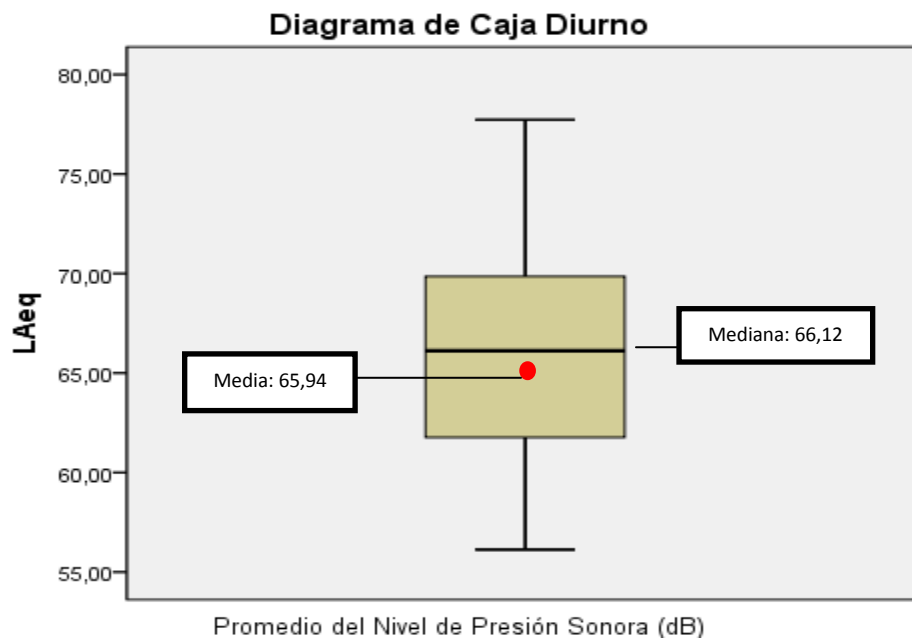 Diagrama de Caja Diurno
80,00
75,00
70,00
65,00
60,00
55,00
LAeq
Mediana: 66,12
Media: 65,94
Promedio del Nivel de Presión Sonora (dB)